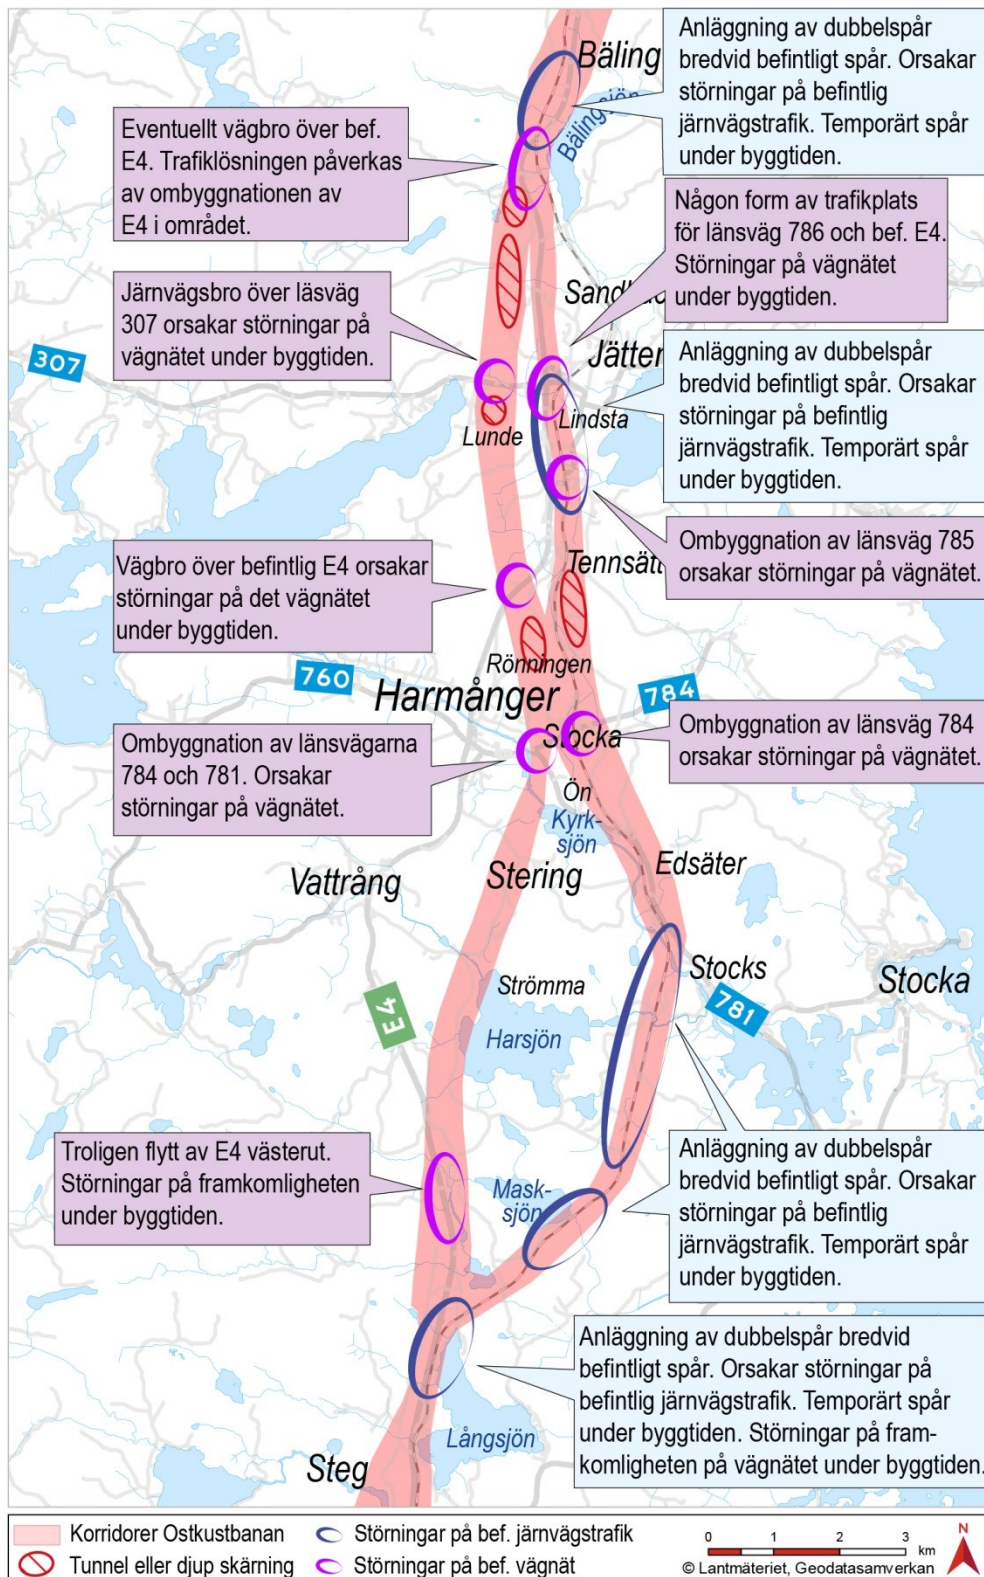 Bäling
Bälingsjön
Anläggning av dubbelspår
bredvid befintligt spår. Orsakar
störningar på befintlig
järnvägstrafik. Temporärt spår
under byggtiden.
Eventuellt vägbro över bef.
E4. Trafiklösningen påverkas
av ombyggnationen av
E4 i området.
Någon form av trafikplats
för länsväg 786 och bef. E4.
Störningar på vägnätet
under byggtiden.
Järnvägsbro över läsväg
307 orsakar störningar på
vägnätet under byggtiden.
307
Jätten
Anläggning av dubbelspår
bredvid befintligt spår. Orsakar
störningar på befintlig
järnvägstrafik. Temporärt spår
under byggtiden.
Lindsta
Lunde
Ombyggnation av länsväg 785
orsakar störningar på vägnätet.
Tennsätt
Vägbro över befintlig E4 orsakar
störningar på det vägnätet
under byggtiden.
Rönningen
760
Harmånger
784
Stocka
Ombyggnation av länsväg 784
orsakar störningar på vägnätet.
Ombyggnation av länsvägarna
784 och 781. Orsakar
störningar på vägnätet.
Ön
Kyrk-
sjön
Edsäter
Vattrång
Stering
Stocks
Stocka
Strömma
781
E4
Harsjön
Troligen flytt av E4 västerut.
Störningar på framkomligheten
under byggtiden.
Anläggning av dubbelspår
bredvid befintligt spår. Orsakar
störningar på befintlig
järnvägstrafik. Temporärt spår
under byggtiden.
Mask-
sjön
Anläggning av dubbelspår bredvid
befintligt spår. Orsakar störningar på
befintlig järnvägstrafik. Temporärt spår
under byggtiden. Störningar på fram-
komligheten på vägnätet under byggtiden.
Långsjön
Steg
Korridorer Ostkustbanan
Störningar på bef. järnvägstrafik
Tunnel eller djup skärning
Störningar på bef. vägnät
0 1 2 3
km
N
© Lantmäteriet, Geodatasamverkan